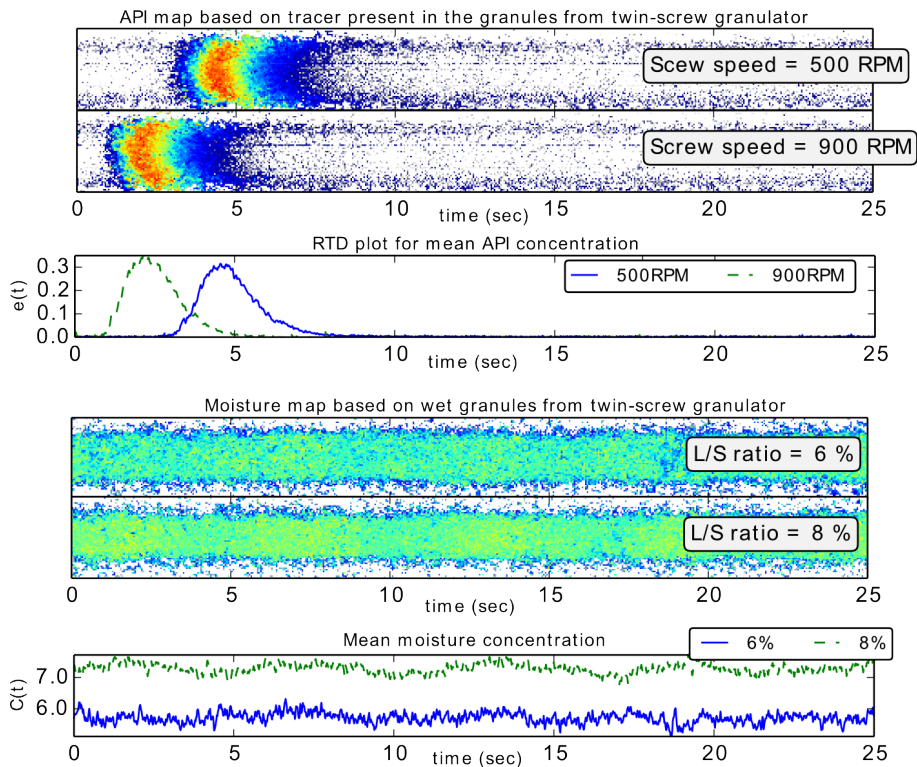 API map based on tracer present in the granules from twin-screw granulator
Scew speed = 500 RPM
Screw speed = 900 RPM
0 5 10 15 20 25
time (sec)
RTD plot for mean API concentration
0.3
0.2
0.1
0.0
e(t)
500RPM 900RPM
0 5 10 15 20 25
time (sec)
Moisture map based on wet granules from twin-screw granulator
L/S ratio = 6 %
L/S ratio = 8 %
0 5 10 15 20 25
time (sec)
Mean moisture concentration
6% 8%
7.0
6.0
C(t)
0 5 10 15 20 25
time (sec)